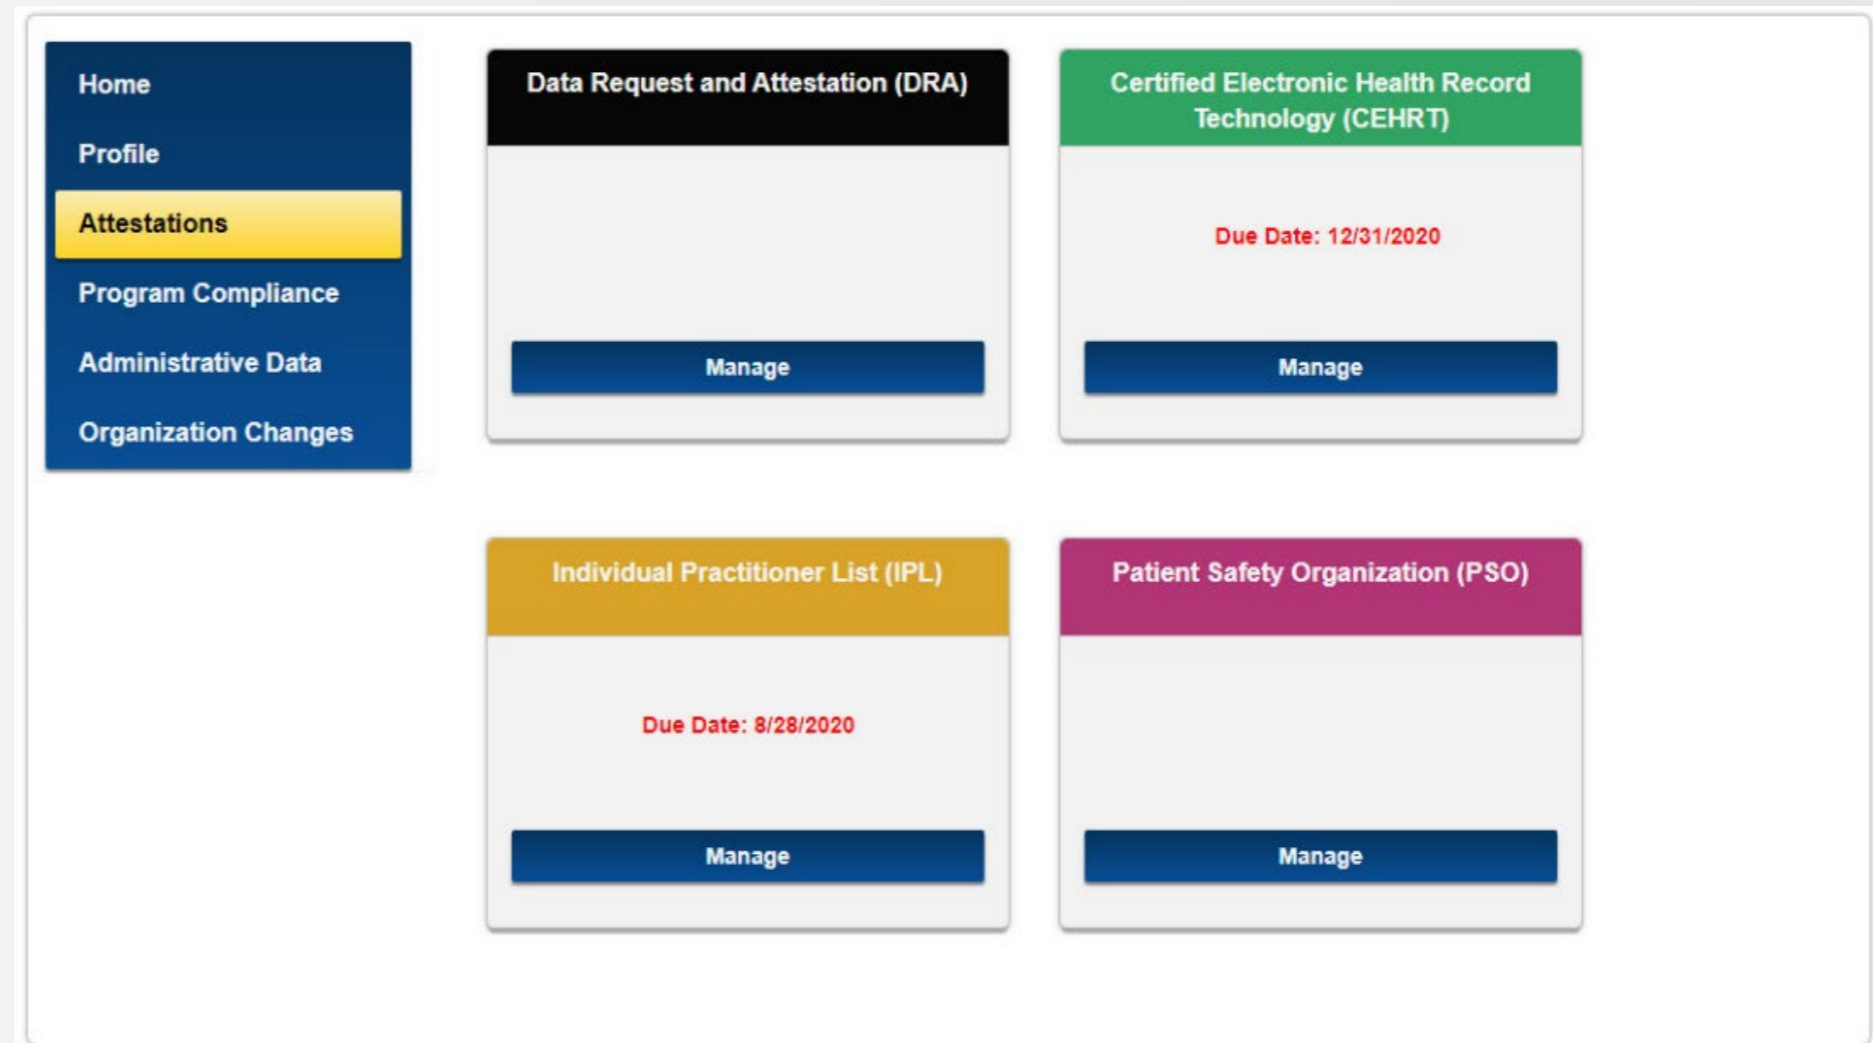 Home
Profile
Attestations
Program Compliance
Administrative Data
Organization Changes
Data Request and Attestation (DRA)
Manage
Certified Electronic Health Record
Technology (CEHRT)
Due Date: 12/31/2020
Manage
Individual Practitioner List (IPL)
Due Date: 8/28/2020
Manage
Patient Safety Organization (PSO)
Manage